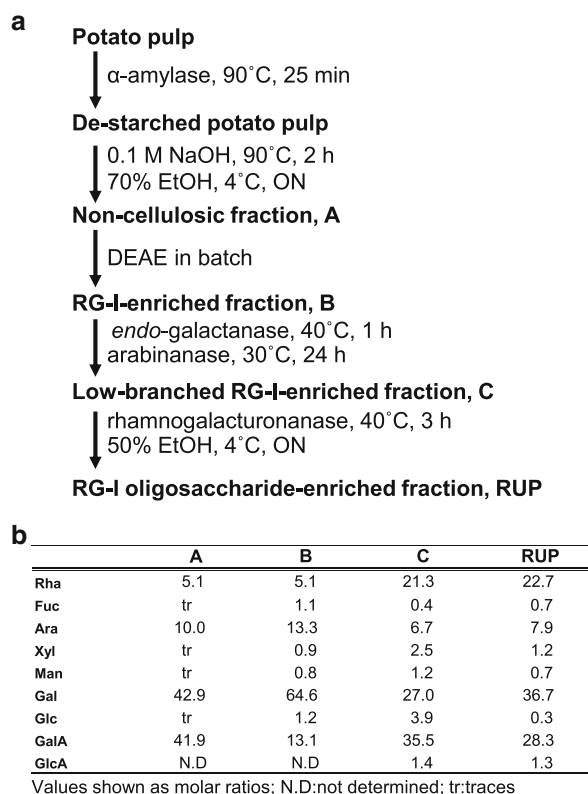 a
Potato pulp
α-amylase, 90˚C, 25 min
De-starched potato pulp
0.1 M NaOH, 90˚C, 2 h
70% EtOH, 4˚C, ON
Non-cellulosic fraction, A
DEAE in batch
RG-I-enriched fraction, B
endo-galactanase, 40˚C, 1 h
arabinanase, 30˚C, 24 h
Low-branched RG-I-enriched fraction, C
rhamnogalacturonanase, 40˚C, 3 h
50% EtOH, 4˚C, ON
RG-I oligosaccharide-enriched fraction, RUP
b
A B C RUP
Rha 5.1 5.1 21.3 22.7
Fuc tr 1.1 0.4 0.7
Ara 10.0 13.3 6.7 7.9
Xyl tr 0.9 2.5 1.2
Man tr 0.8 1.2 0.7
Gal 42.9 64.6 27.0 36.7
Glc tr 1.2 3.9 0.3
GalA 41.9 13.1 35.5 28.3
GlcA N.D N.D 1.4 1.3
Values shown as molar ratios; N.D:not determined; tr:traces